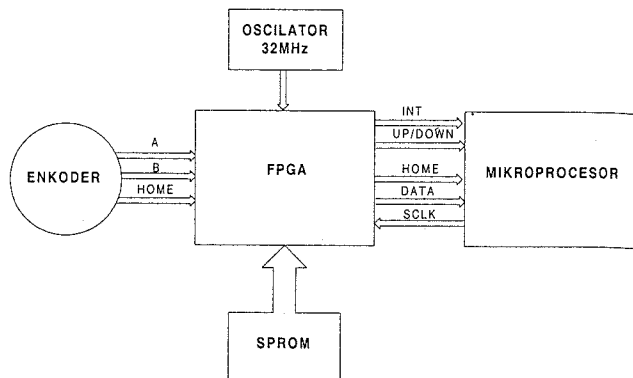 OSCILATOR
32MHz
INT
UP/DOWN
A
B
HOME
ENKODER
FPGA
HOME
DATA
SCLK
MIKROPROCESOR
SPROM